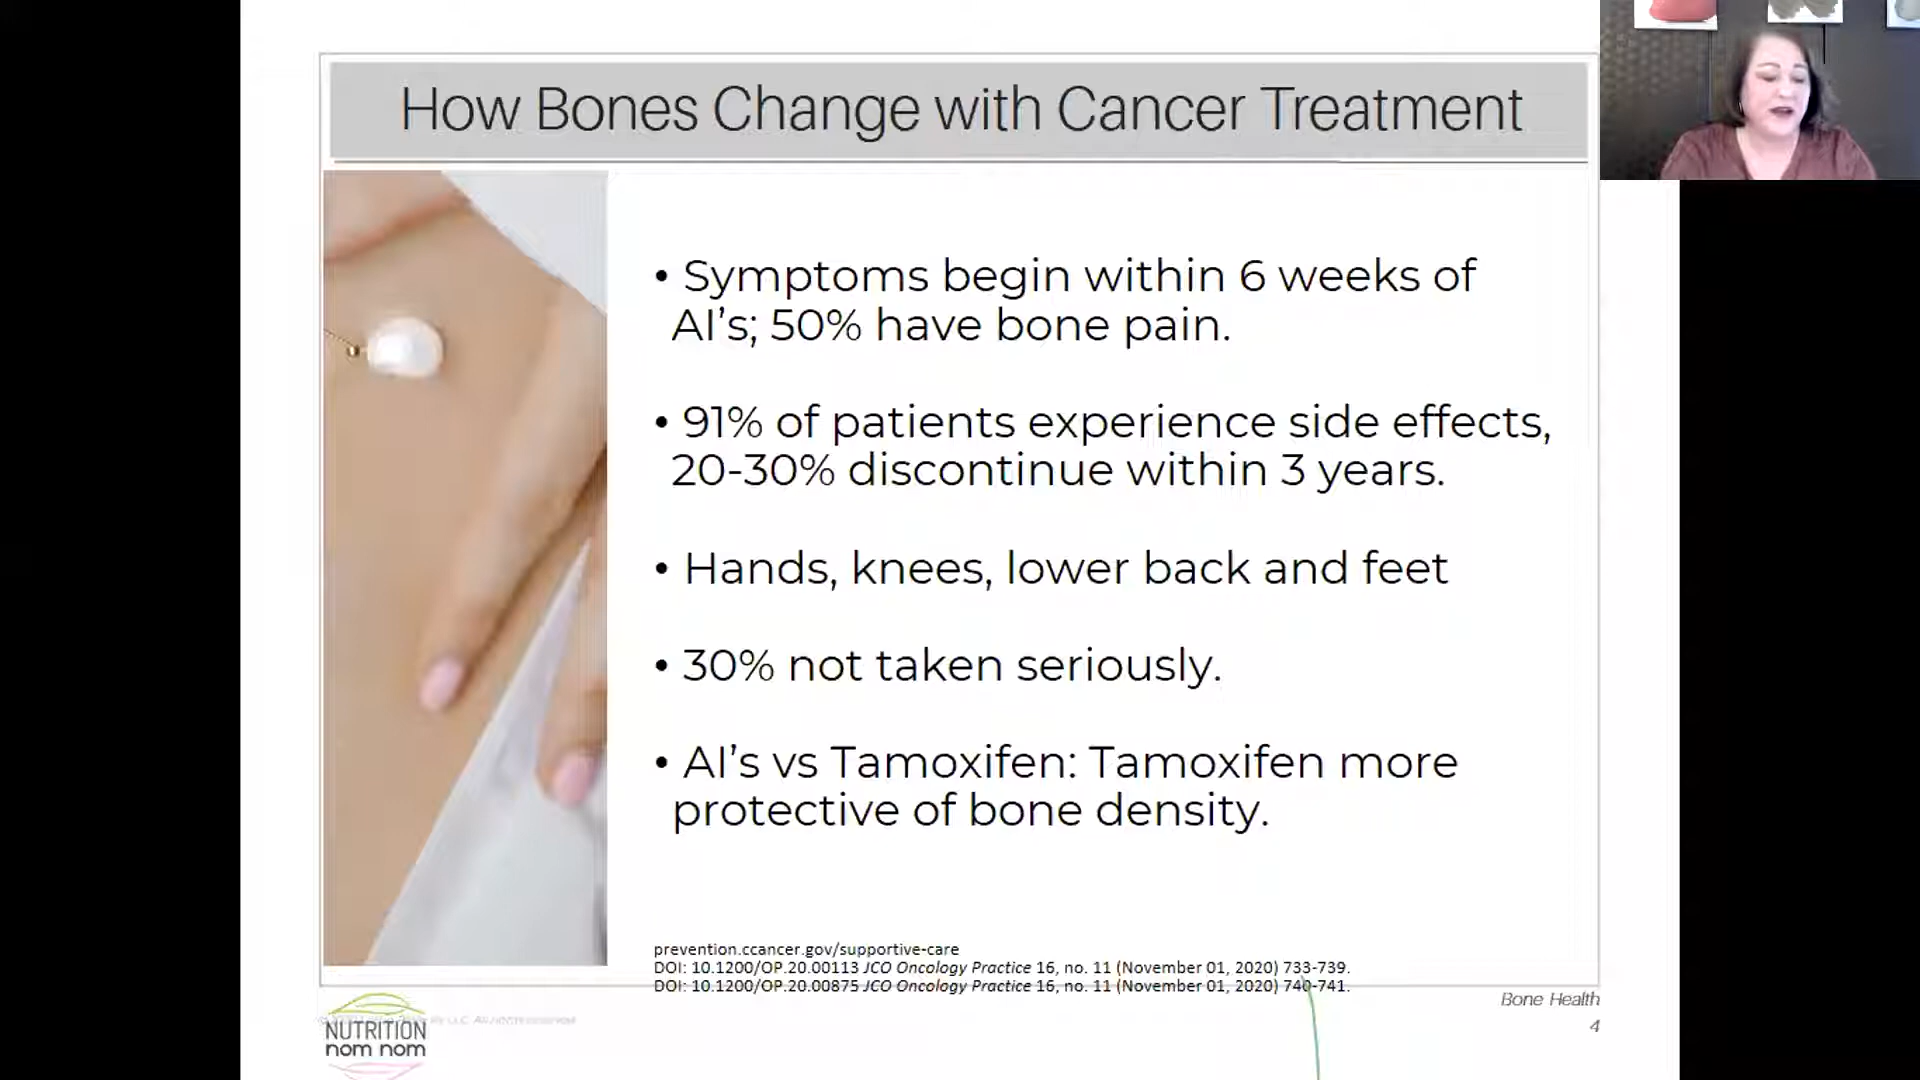 How Bones Change with Cancer Treatment
• Symptoms begin within 6 weeks of
AI’s; 50% have bone pain.
• 91% of patients experience side effects,
20-30% discontinue within 3 years.
• Hands, knees, lower back and feet
• 30% not taken seriously.
• AI’s vs Tamoxifen: Tamoxifen more
protective of bone density.
prevention.ccancer.gov/supportive-care
DOI: 10.1200/OP.20.00113 JCO Oncology Practice 16, no. 11 (November 01, 2020) 733-739.
DOI: 10.1200/OP.20.00875 JCO Oncology Practice 16, no. 11 (November 01, 2020) 740-741.
Bone Health
4
NUTRITION
nom nom